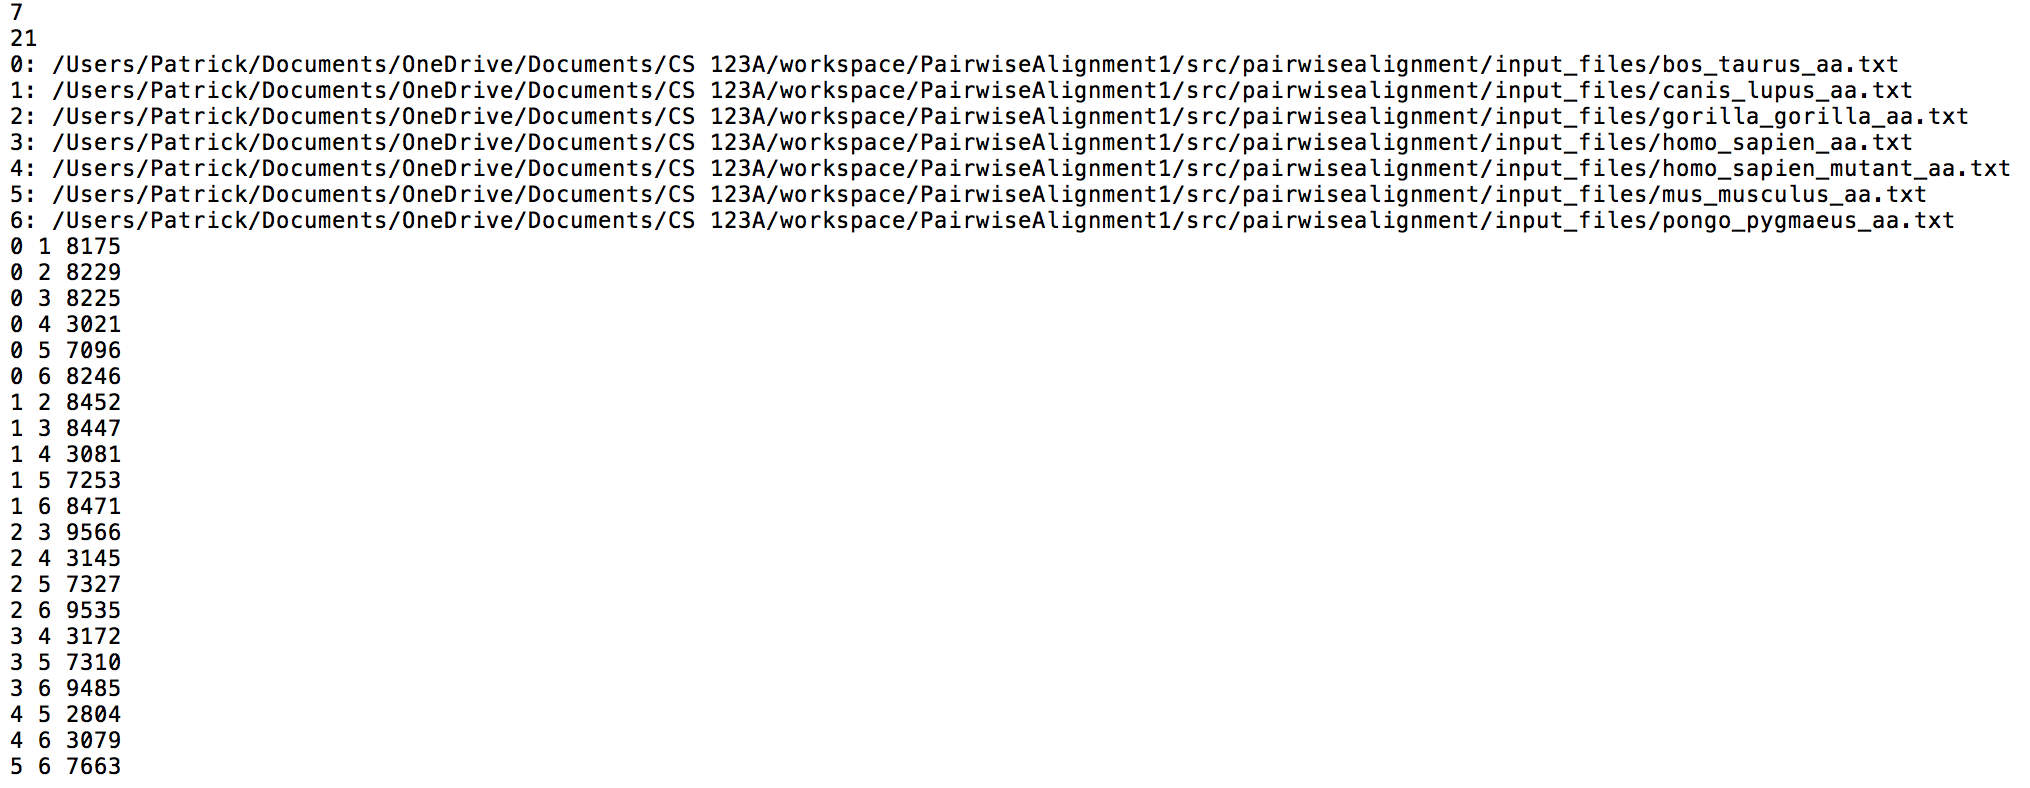 7
21
0: /Users/Patrick/Documents/OneDrive/Documents/CS 123A/workspace/PairwiseAlignment1/src/pairwisealignment/input_files/bos_taurus_aa.txt
1: /Users/Patrick/Documents/OneDrive/Documents/CS 123A/workspace/PairwiseAlignment1/src/pairwisealignment/input_files/canis_lupus_aa.txt
2: /Users/Patrick/Documents/OneDrive/Documents/CS 123A/workspace/PairwiseAlignment1/src/pairwisealignment/input_files/gorilla_gorilla_aa.txt
3: /Users/Patrick/Documents/OneDrive/Documents/CS 123A/workspace/PairwiseAlignment1/src/pairwisealignment/input_files/homo_sapien_aa.txt
4: /Users/Patrick/Documents/OneDrive/Documents/CS 123A/workspace/PairwiseAlignment1/src/pairwisealignment/input_files/homo_sapien_mutant_aa.txt
5: /Users/Patrick/Documents/OneDrive/Documents/CS 123A/workspace/PairwiseAlignment1/src/pairwisealignment/input_files/mus_musculus_aa.txt
6: /Users/Patrick/Documents/OneDrive/Documents/CS 123A/workspace/PairwiseAlignment1/src/pairwisealignment/input_files/pongo_pygmaeus_aa.txt
0 1 8175
0 2 8229
0 3 8225
0 4 3021
0 5 7096
0 6 8246
1 2 8452
1 3 8447
1 4 3081
1 5 7253
1 6 8471
2 3 9566
2 4 3145
2 5 7327
2 6 9535
3 4 3172
3 5 7310
3 6 9485
4 5 2804
4 6 3079
5 6 7663